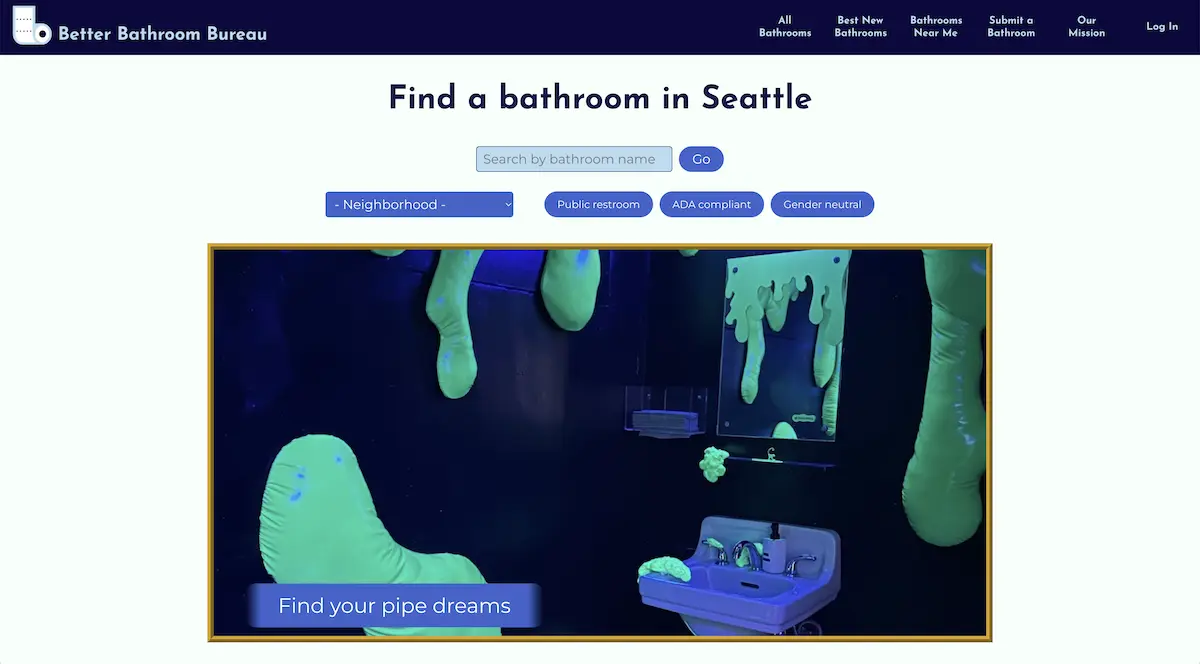 Better Bathroom Bureau
All
Bathrooms
Best New
Bathrooms
Bathrooms
Near Me
Submit a
Bathroom
Our
Mission
Log In
Find a bathroom in Seattle
Search by bathroom name
Go
- Neighborhood -
Public restroom
ADA compliant
Gender neutral
Find your pipe dreams